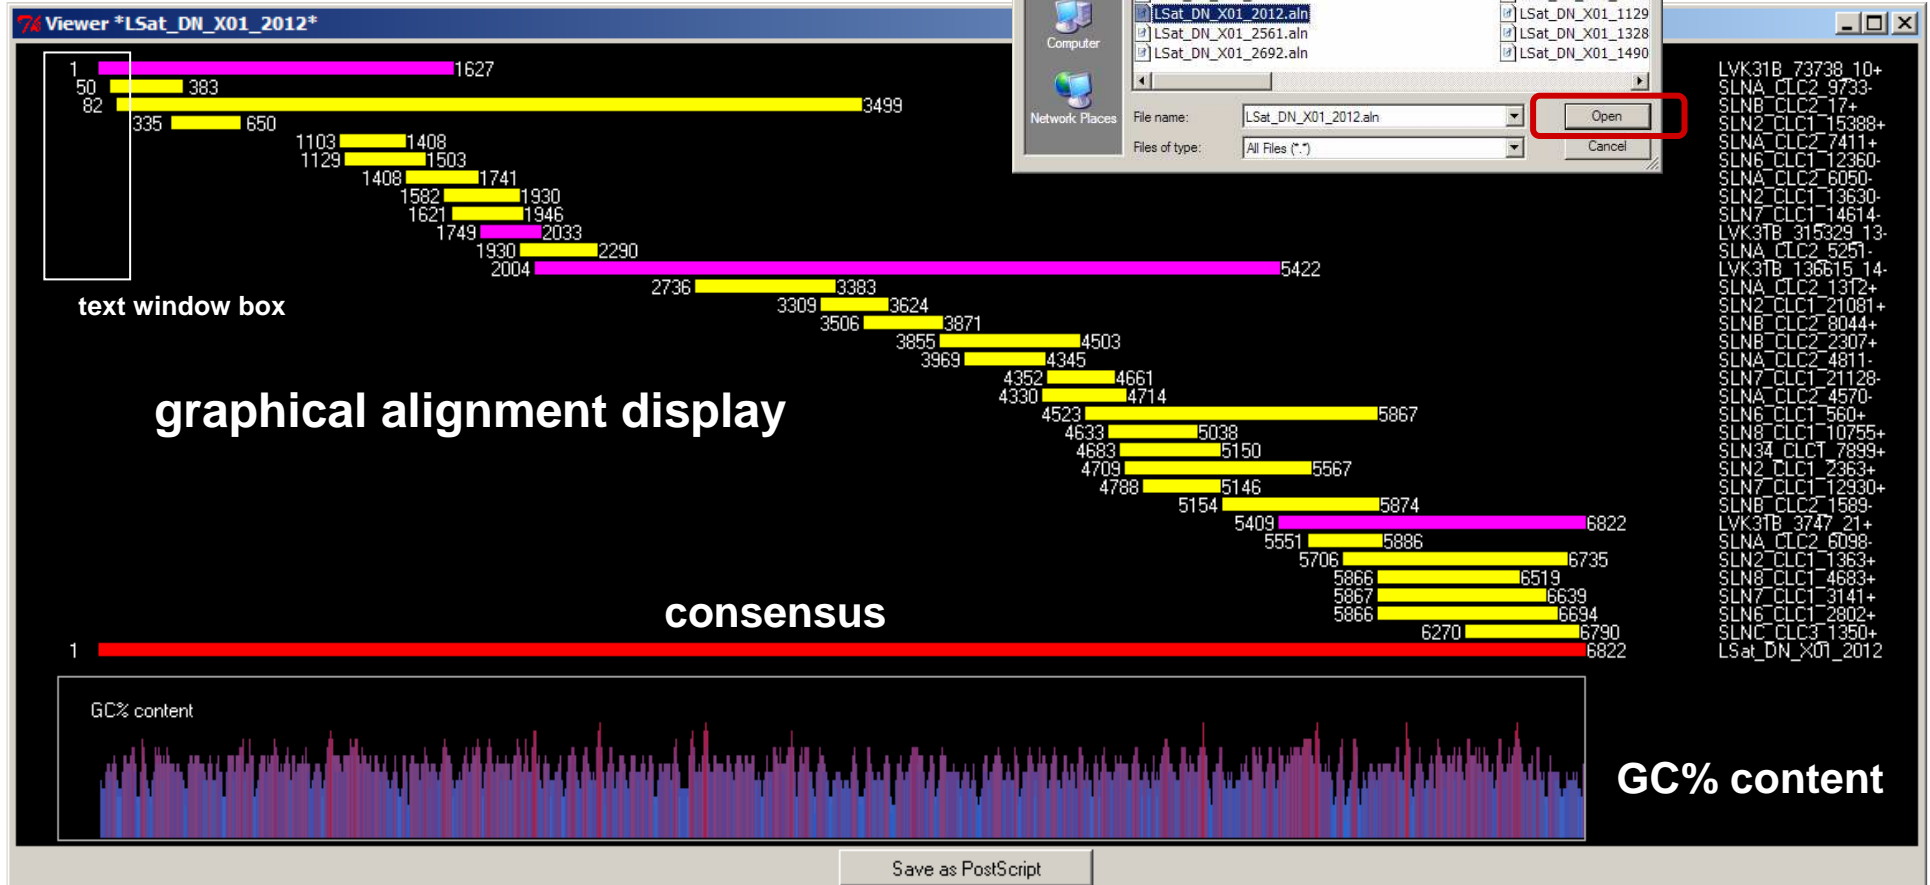 Viewer *LSat_DN_X01_2012*
LSat_DN_X01_2012.aln
LSat_DN_X01_2561.aln
LSat_DN_X01_2692.aln
LSat_DN_X01_1129
LSat_DN_X01_1328
LSat_DN_X01_1490
Computer
Network Places
File name:
LSat_DN_X01_2012.aln
Open
Files of type:
All Files (*.*)
Cancel
1 1627 LVK31B_73738_10+
50 383 SLNA_CLC2_9733-
82 3499 SLNB_CLC2_17+
335 650 SLN2_CLC1_15388+
1103 1408 SLNA_CLC2_7411+
1129 1503 SLN6_CLC1_12360-
1408 1741 SLNA_CLC2_6050-
1582 1930 SLN2_CLC1_13630-
1621 1946 SLN7_CLC1_14614-
1749 2033 LVK31B_315329_13-
1930 2290 SLNA_CLC2_5251-
2004 5422 LVK31B_136615_14-
2736 3383 SLNA_CLC2_1312+
3309 3624 SLN2_CLC1_21081+
3506 3871 SLNB_CLC2_8044+
3855 4503 SLNB_CLC2_2307+
3969 4345 SLNA_CLC2_4811-
4352 4661 SLN7_CLC1_21128-
4330 4714 SLNA_CLC2_4570-
4523 5867 SLN6_CLC1_560+
4633 5038 SLN8_CLC1_10755+
4683 5150 SLN34_CLC1_7899+
4709 5567 SLN2_CLC1_2363+
4788 5146 SLN7_CLC1_12930+
5154 5874 SLNB_CLC2_1589-
5409 6822 LVK31B_3747_21+
5551 5886 SLNA_CLC2_6098-
5706 6735 SLN2_CLC1_1363+
5866 6519 SLN8_CLC1_4683+
5867 6639 SLN7_CLC1_3141+
5866 6694 SLN6_CLC1_2802+
6270 6790 SLNC_CLC3_1350+
1 6822 LSat_DN_X01_2012
text window box
graphical alignment display
consensus
GC% content
GC% content
Save as PostScript